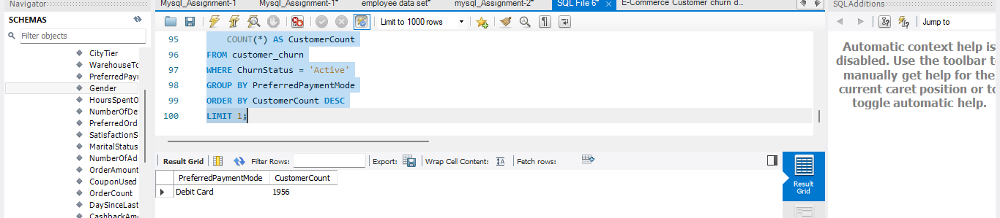 Navigator
Mysql_Assignment-1
Mysql_Assignment-1*
employee data set*
mysql_Assignment-2*
SQL File 6*
E-Commerce Customer churn d...
SQLAdditions
SCHEMAS
Filter objects
CityTier
WarehouseTo
PreferredPay
Gender
HoursSpentO
NumberOfDe
PreferredOrd
SatisfactionS
MaritalStatus
NumberOfAd
OrderAmount
CouponUsed
OrderCount
DaySinceLast
CashbackAm
Limit to 1000 rows
95 COUNT(*) AS CustomerCount
96 FROM customer_churn
97 WHERE ChurnStatus = 'Active'
98 GROUP BY PreferredPaymentMode
99 ORDER BY CustomerCount DESC
100 LIMIT 1;
Result Grid
Filter Rows:
Export:
Wrap Cell Content:
Fetch rows:
PreferredPaymentMode CustomerCount
Debit Card 1956
Result
Grid
Jump to
Automatic context help is
disabled. Use the toolbar to
manually get help for the
current caret position or to
toggle automatic help.